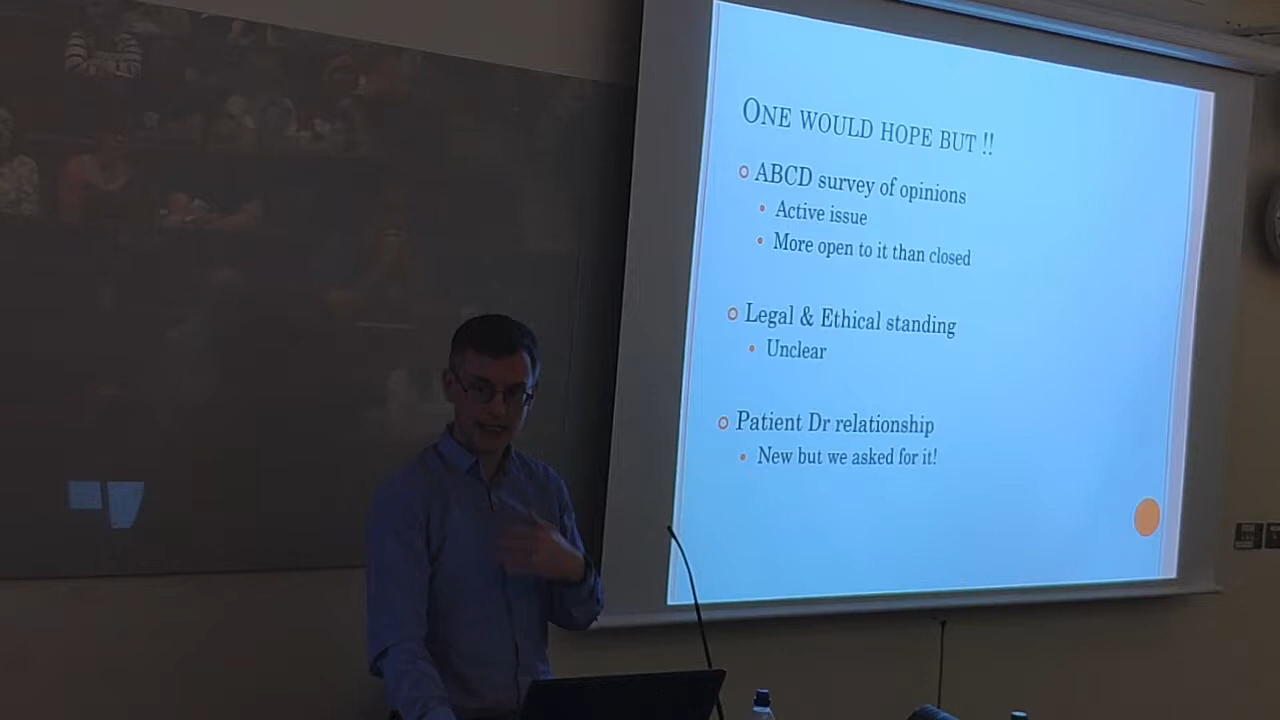 ONE WOULD HOPE BUT !!
ABCD survey of opinions
Active issue
More open to it than closed
Legal & Ethical standing
Unclear
Patient Dr relationship
New but we asked for it!